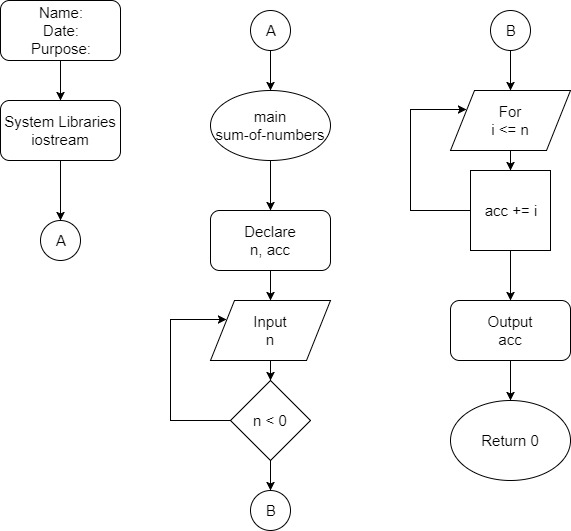 Name:
Date:
Purpose:
System Libraries
iostream
A
A
main
sum-of-numbers
Declare
n, acc
Input
n
n < 0
B
B
For
i <= n
acc += i
Output
acc
Return 0